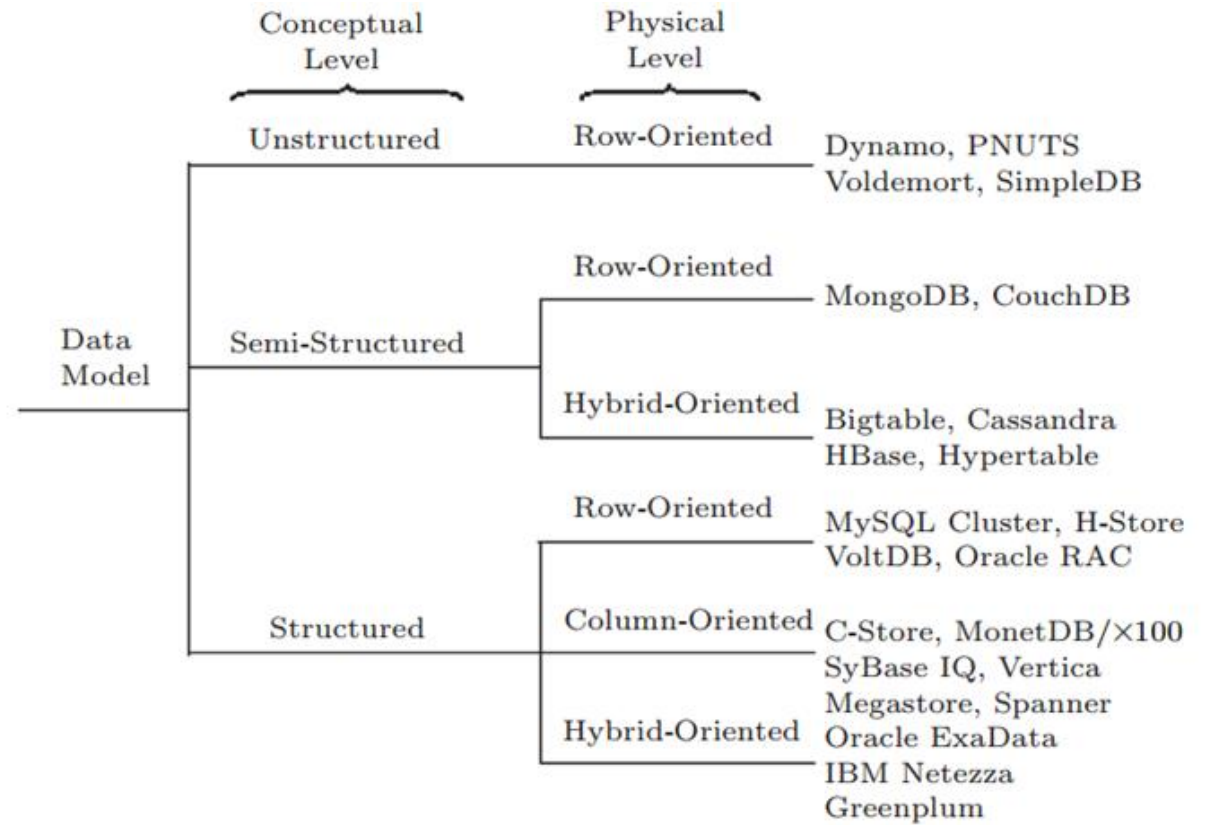 Conceptual
Level
Physical
Level
Unstructured
Row-Oriented
Dynamo, PNUTS
Voldemort, SimpleDB
Row-Oriented
MongoDB, CouchDB
Data
Model
Semi-Structured
Hybrid-Oriented
Bigtable, Cassandra
HBase, Hypertable
Row-Oriented
MySQL Cluster, H-Store
VoltDB, Oracle RAC
Structured
Column-Oriented
C-Store, MonetDB/×100
SyBase IQ, Vertica
Hybrid-Oriented
Megastore, Spanner
Oracle ExaData
IBM Netezza
Greenplum